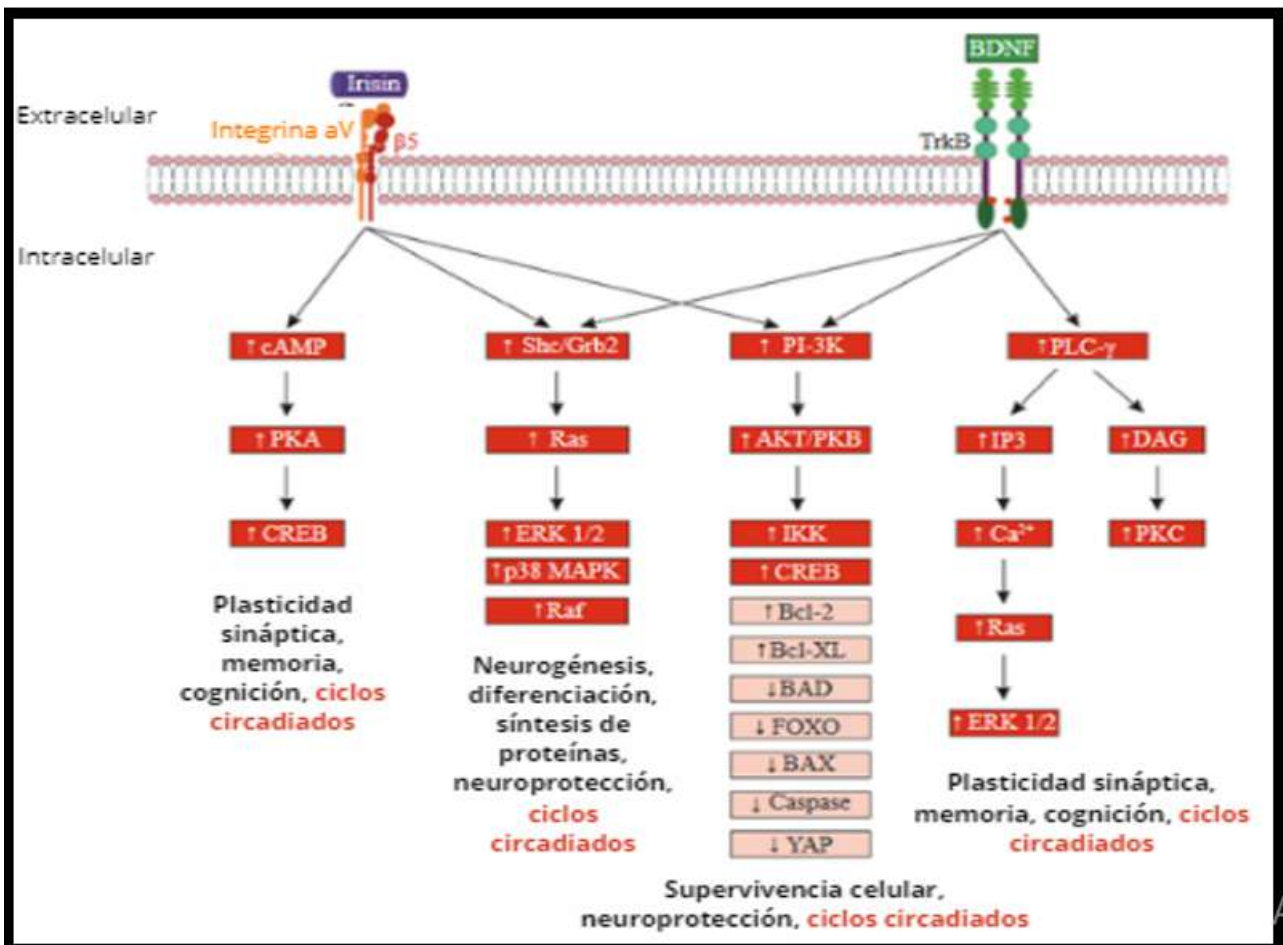 BDNF
Irisin
Extracelular
Integrina aV
β5
TrkB
Intracelular
↑cAMP
↑ Shc/Grb2
↑ PI-3K
↑PLC-γ
↑PKA
↑ Ras
↑AKT/PKB
↑IP3
↑DAG
↑CREB
↑ERK 1/2
↑IKK
↑Ca²⁺
↑PKC
↑p38 MAPK
↑CREB
↑Raf
↑Bcl-2
↑Ras
↑Bcl-XL
↓BAD
↓FOXO
↑ERK 1/2
↓BAX
↓ Caspase
↓ YAP
Plasticidad
sináptica,
memoria,
cognición, ciclos
circadiados
Neurogénesis,
diferenciación,
síntesis de
proteínas,
neuroprotección,
ciclos
circadiados
Plasticidad sináptica,
memoria, cognición, ciclos
circadiados
Supervivencia celular,
neuroprotección, ciclos circadiados